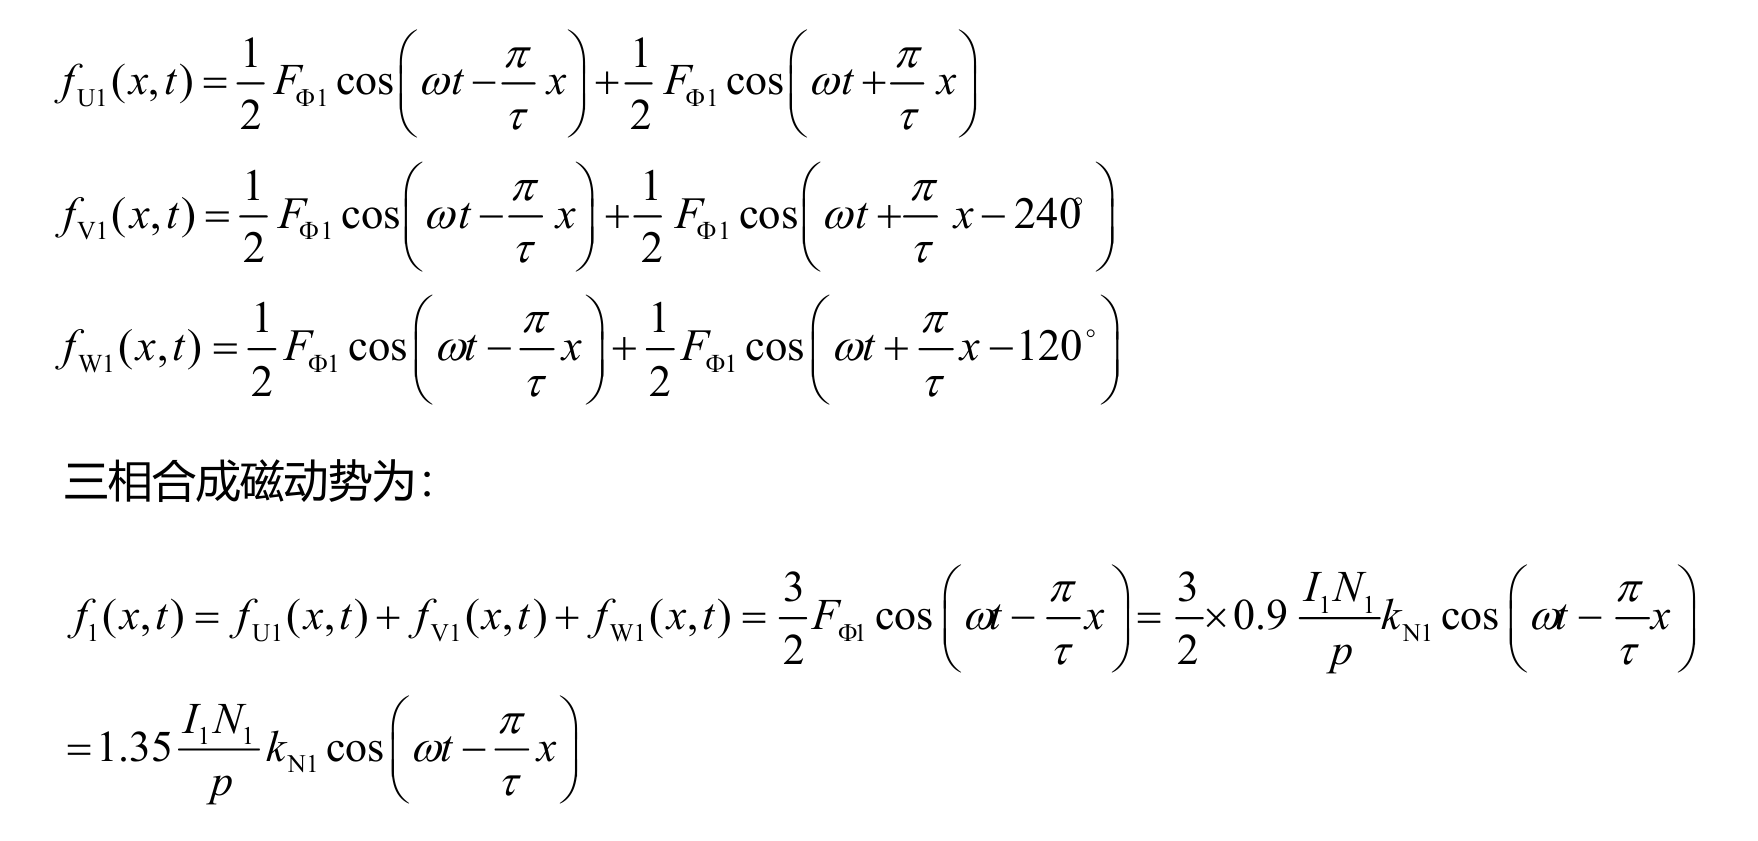 f_U1(x,t) = 1/2 F_Φ1 cos(ωt − π/τ x) + 1/2 F_Φ1 cos(ωt + π/τ x)
f_V1(x,t) = 1/2 F_Φ1 cos(ωt − π/τ x) + 1/2 F_Φ1 cos(ωt + π/τ x − 240°)
f_W1(x,t) = 1/2 F_Φ1 cos(ωt − π/τ x) + 1/2 F_Φ1 cos(ωt + π/τ x − 120°)
三相合成磁动势为：
f_1(x,t) = f_U1(x,t) + f_V1(x,t) + f_W1(x,t) = 3/2 F_Φl cos(ωt − π/τ x) = 3/2 × 0.9 I_1N_1/p k_N1 cos(ωt − π/τ x)
= 1.35 I_1N_1/p k_N1 cos(ωt − π/τ x)